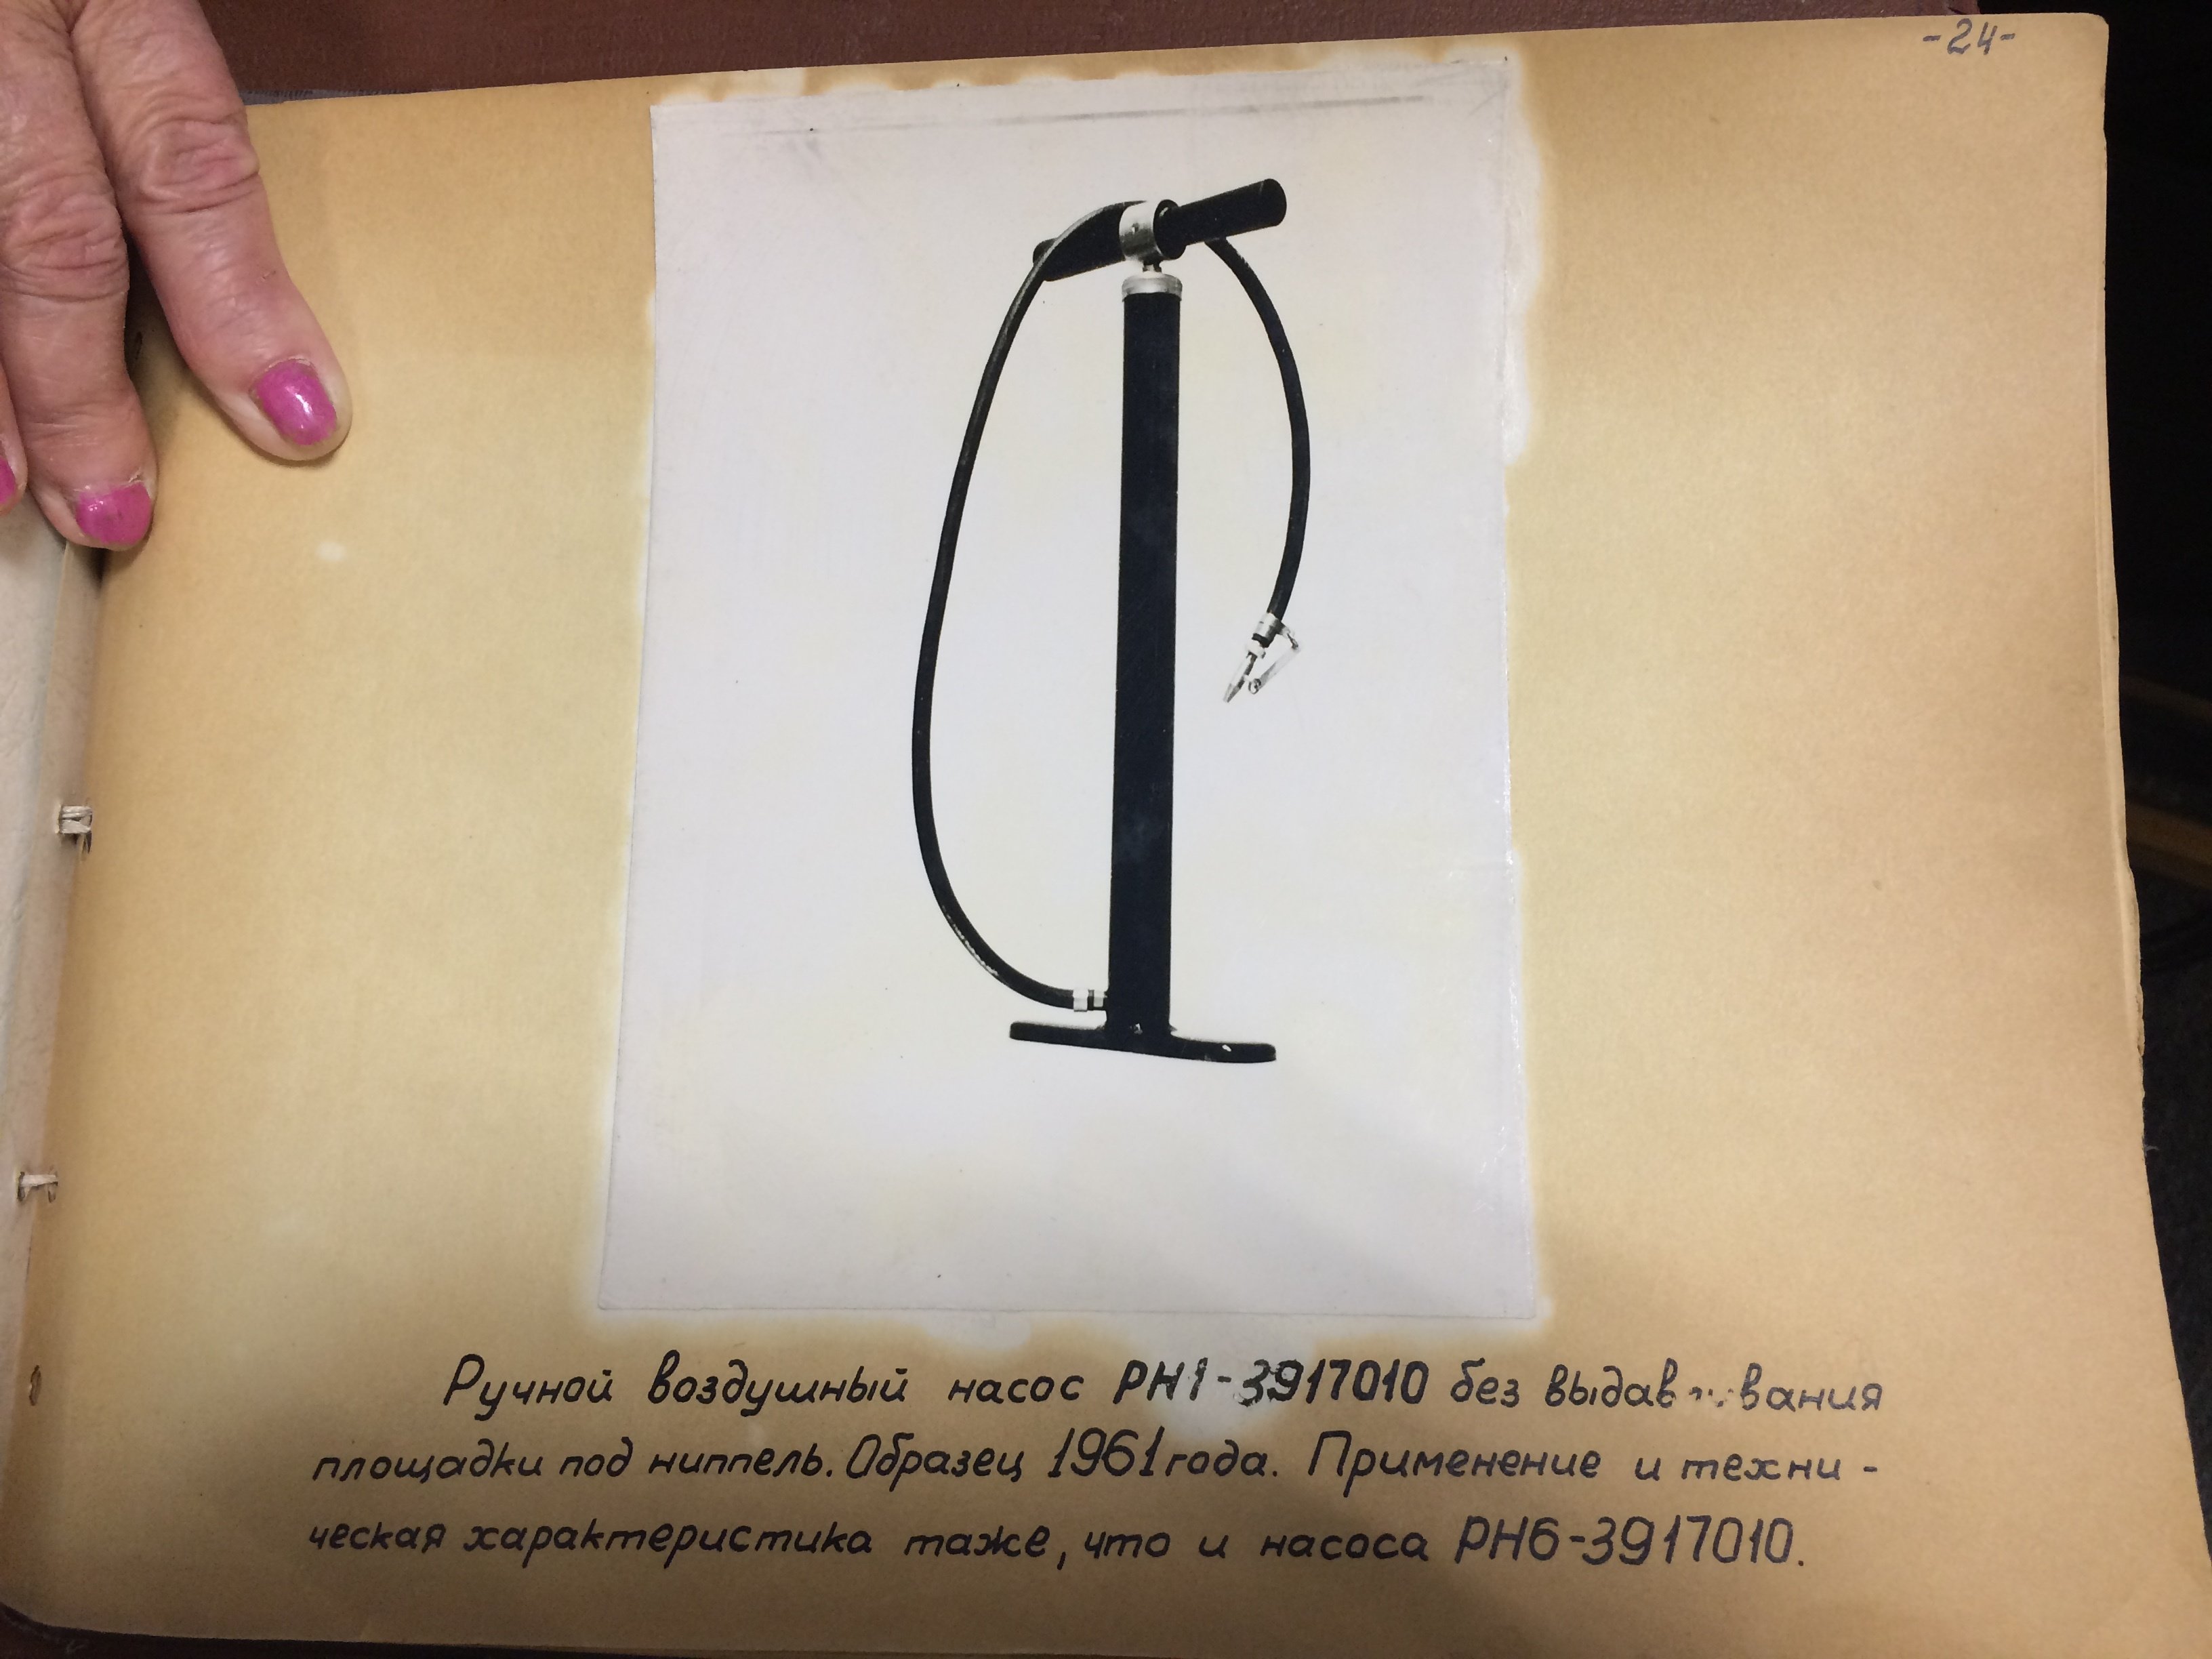 -24-
Ручной воздушный насос РН1-3917010 без
площадки под ниппель. Образец 1961 года. Применение и техни-
ческая характеристика таже, что и насоса РН6-3917010.